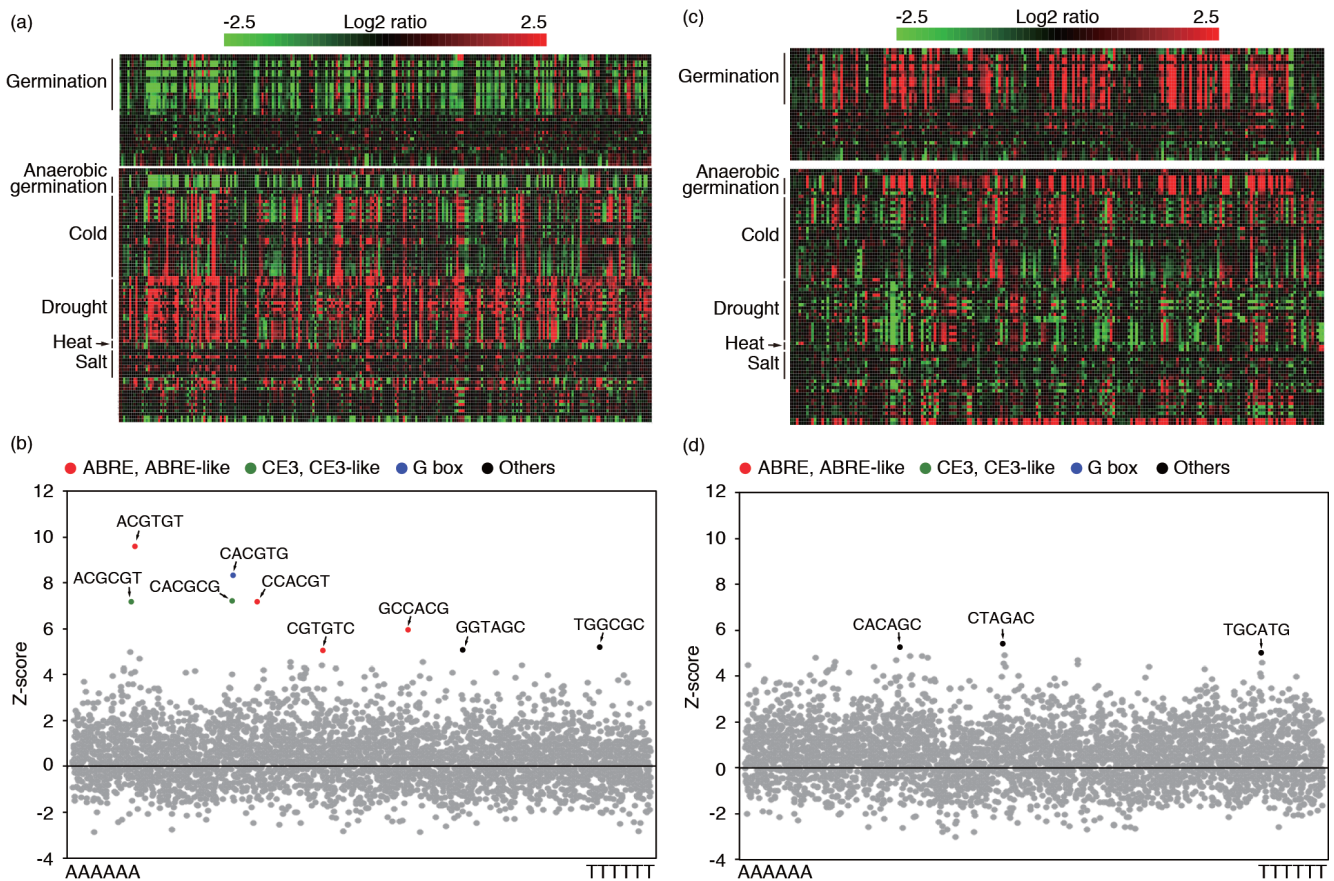 (a)
-2.5 Log2 ratio 2.5
Germination
Anaerobic
germination
Cold
Drought
Heat
Salt
(c)
-2.5 Log2 ratio 2.5
Germination
Anaerobic
germination
Cold
Drought
Heat
Salt
(b)
ABRE, ABRE-like CE3, CE3-like G box Others
12
10
8
6
4
2
0
-2
-4
Z-score
ACGTGT
CACGTG
ACGCGT
CACGCG
CCACGT
GCCACG
CGTGTC
GGTAGC
TGGCGC
AAAAAA
TTTTTT
(d)
ABRE, ABRE-like CE3, CE3-like G box Others
12
10
8
6
4
2
0
-2
-4
Z-score
CACAGC
CTAGAC
TGCATG
AAAAAA
TTTTTT